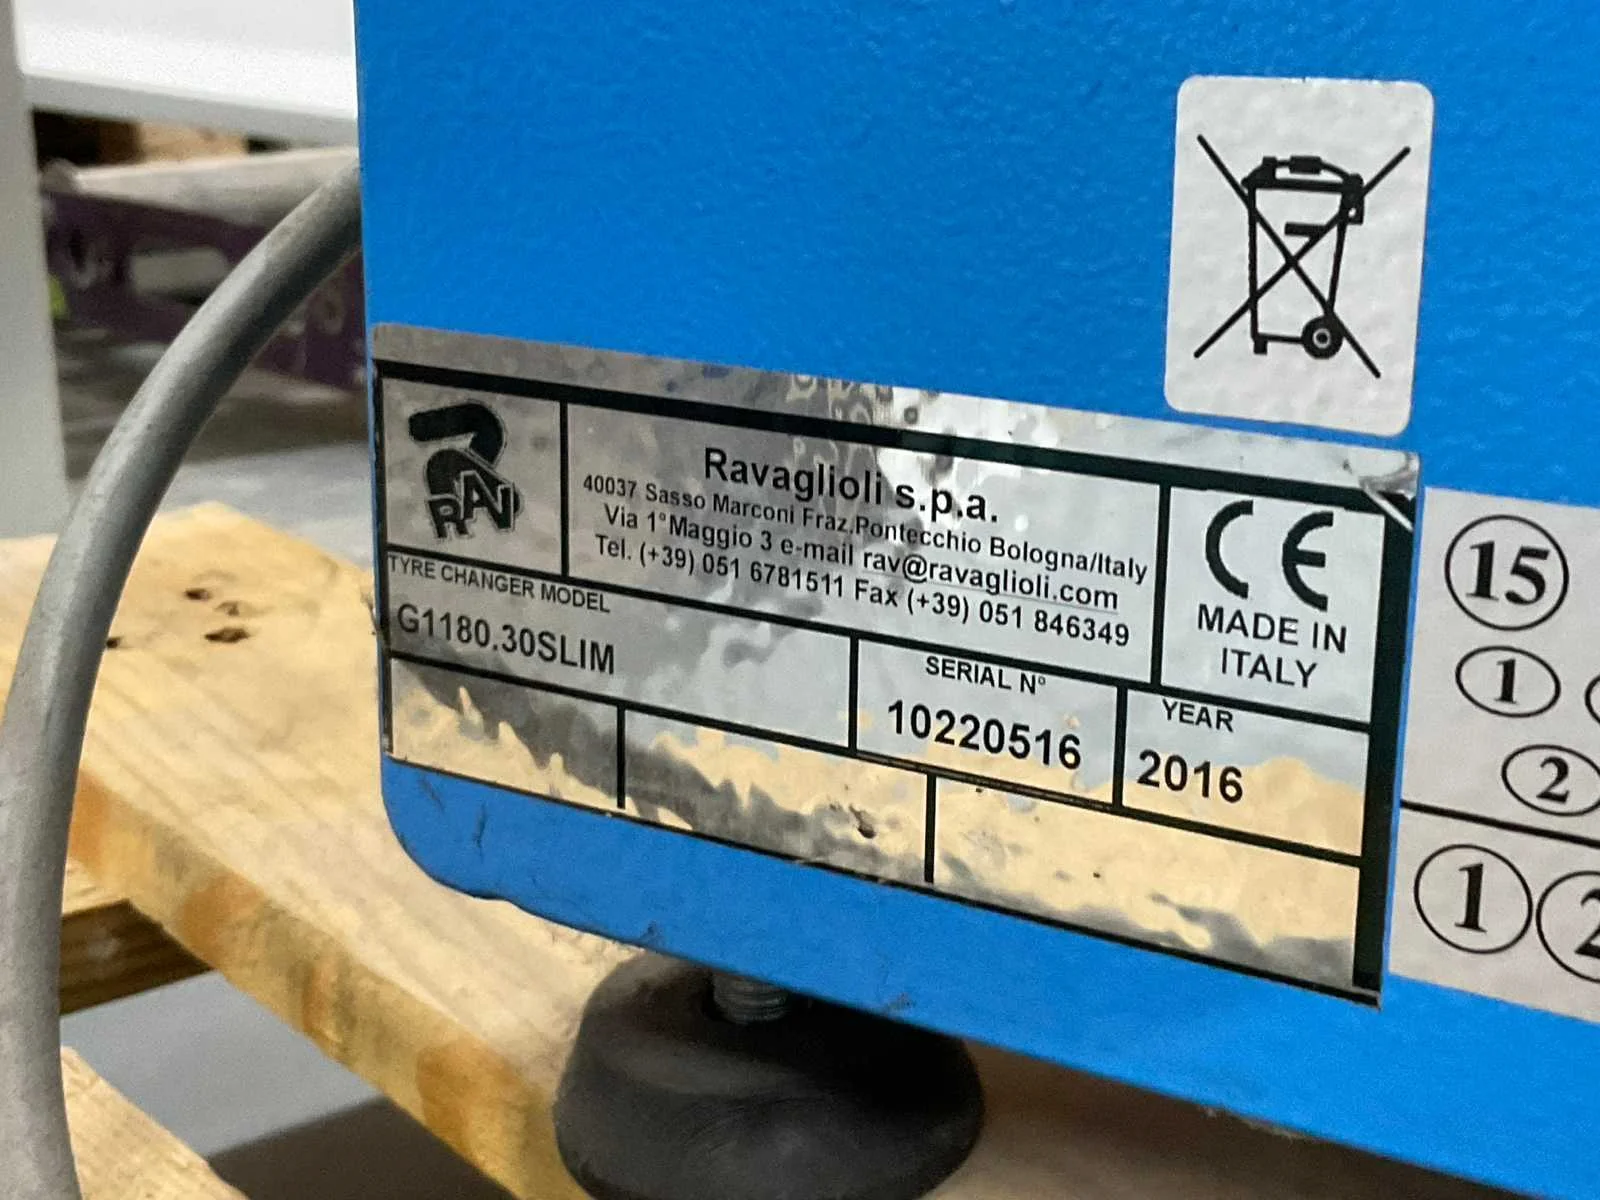 RAV
Ravaglioli s.p.a.
40037 Sasso Marconi Fraz.Pontecchio Bologna/Italy
Via 1°Maggio 3 e-mail rav@ravaglioli.com
Tel. (+39) 051 6781511 Fax (+39) 051 846349
CE
MADE IN
ITALY
TYRE CHANGER MODEL
G1180.30SLIM
SERIAL N°
10220516
YEAR
2016
15
1
2
1 2